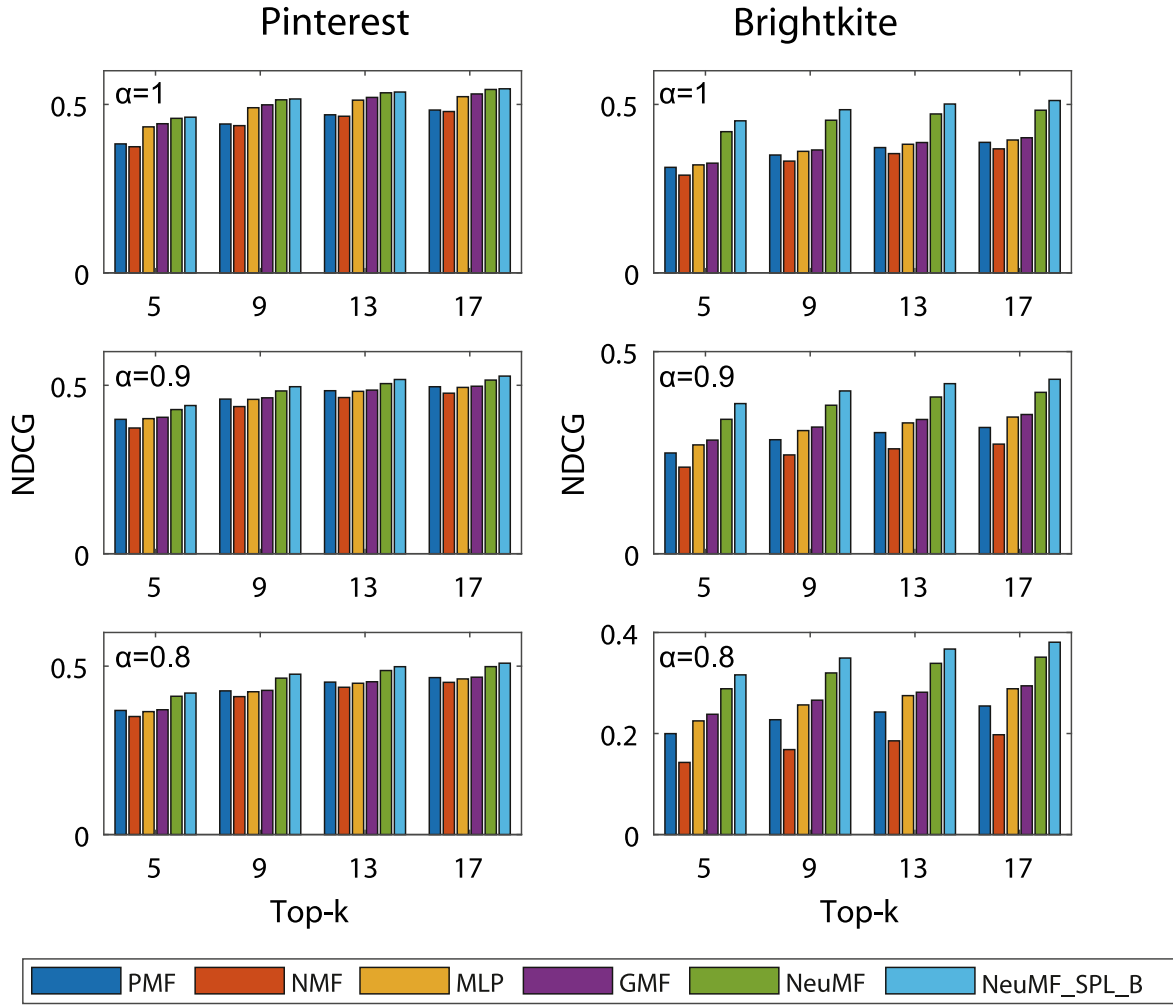 Pinterest Brightkite
α=1 α=1
0.5 0.5
0 0
5 9 13 17 5 9 13 17
α=0.9 α=0.9
0.5 0.5
NDCG NDCG
0 0
5 9 13 17 5 9 13 17
α=0.8 α=0.8
0.5 0.4
0.2
0 0
5 9 13 17 5 9 13 17
Top-k Top-k
PMF NMF MLP GMF NeuMF NeuMF_SPL_B